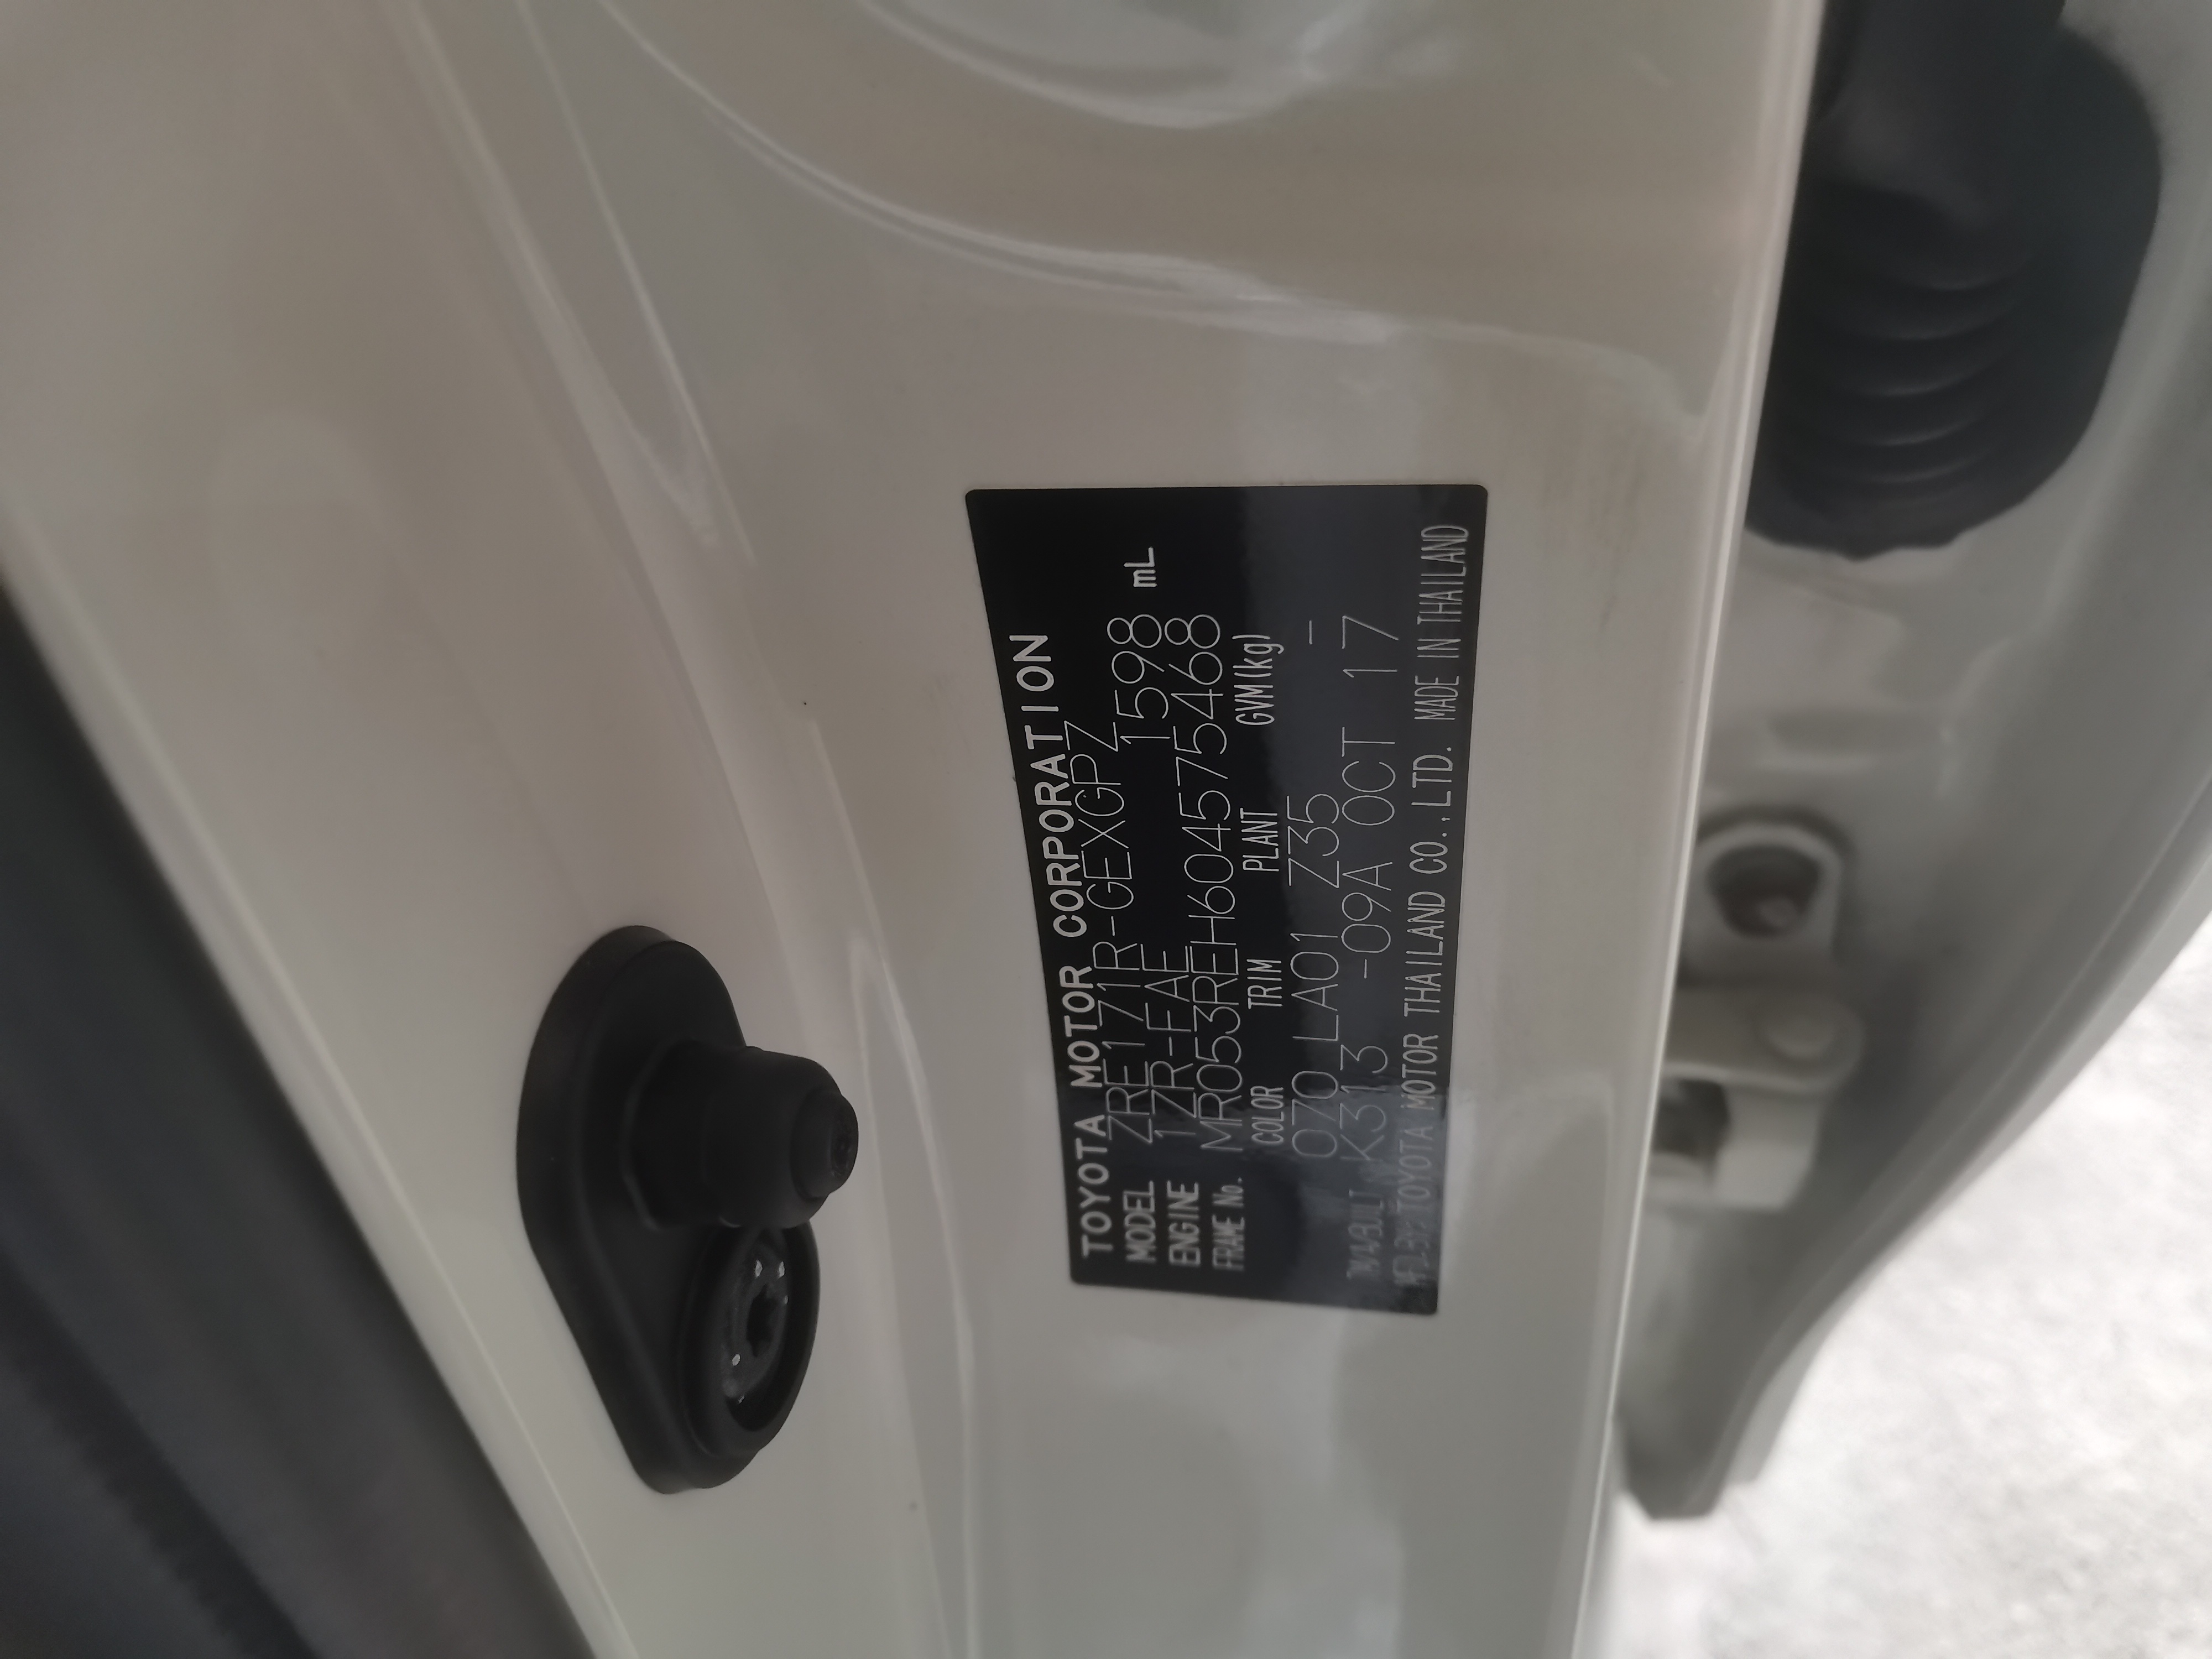 TOYOTA MOTOR CORPORATION
MODEL ZRE171R-GEXGPZ
ENGINE 1ZR-FAE 1598 mL
FRAME No. MR053REH604575468
COLOR TRIM PLANT GVM(kg)
070 LA01 Z35 -
K313 -09A OCT 17
TOYOTA MOTOR THAILAND CO.,LTD. MADE IN THAILAND